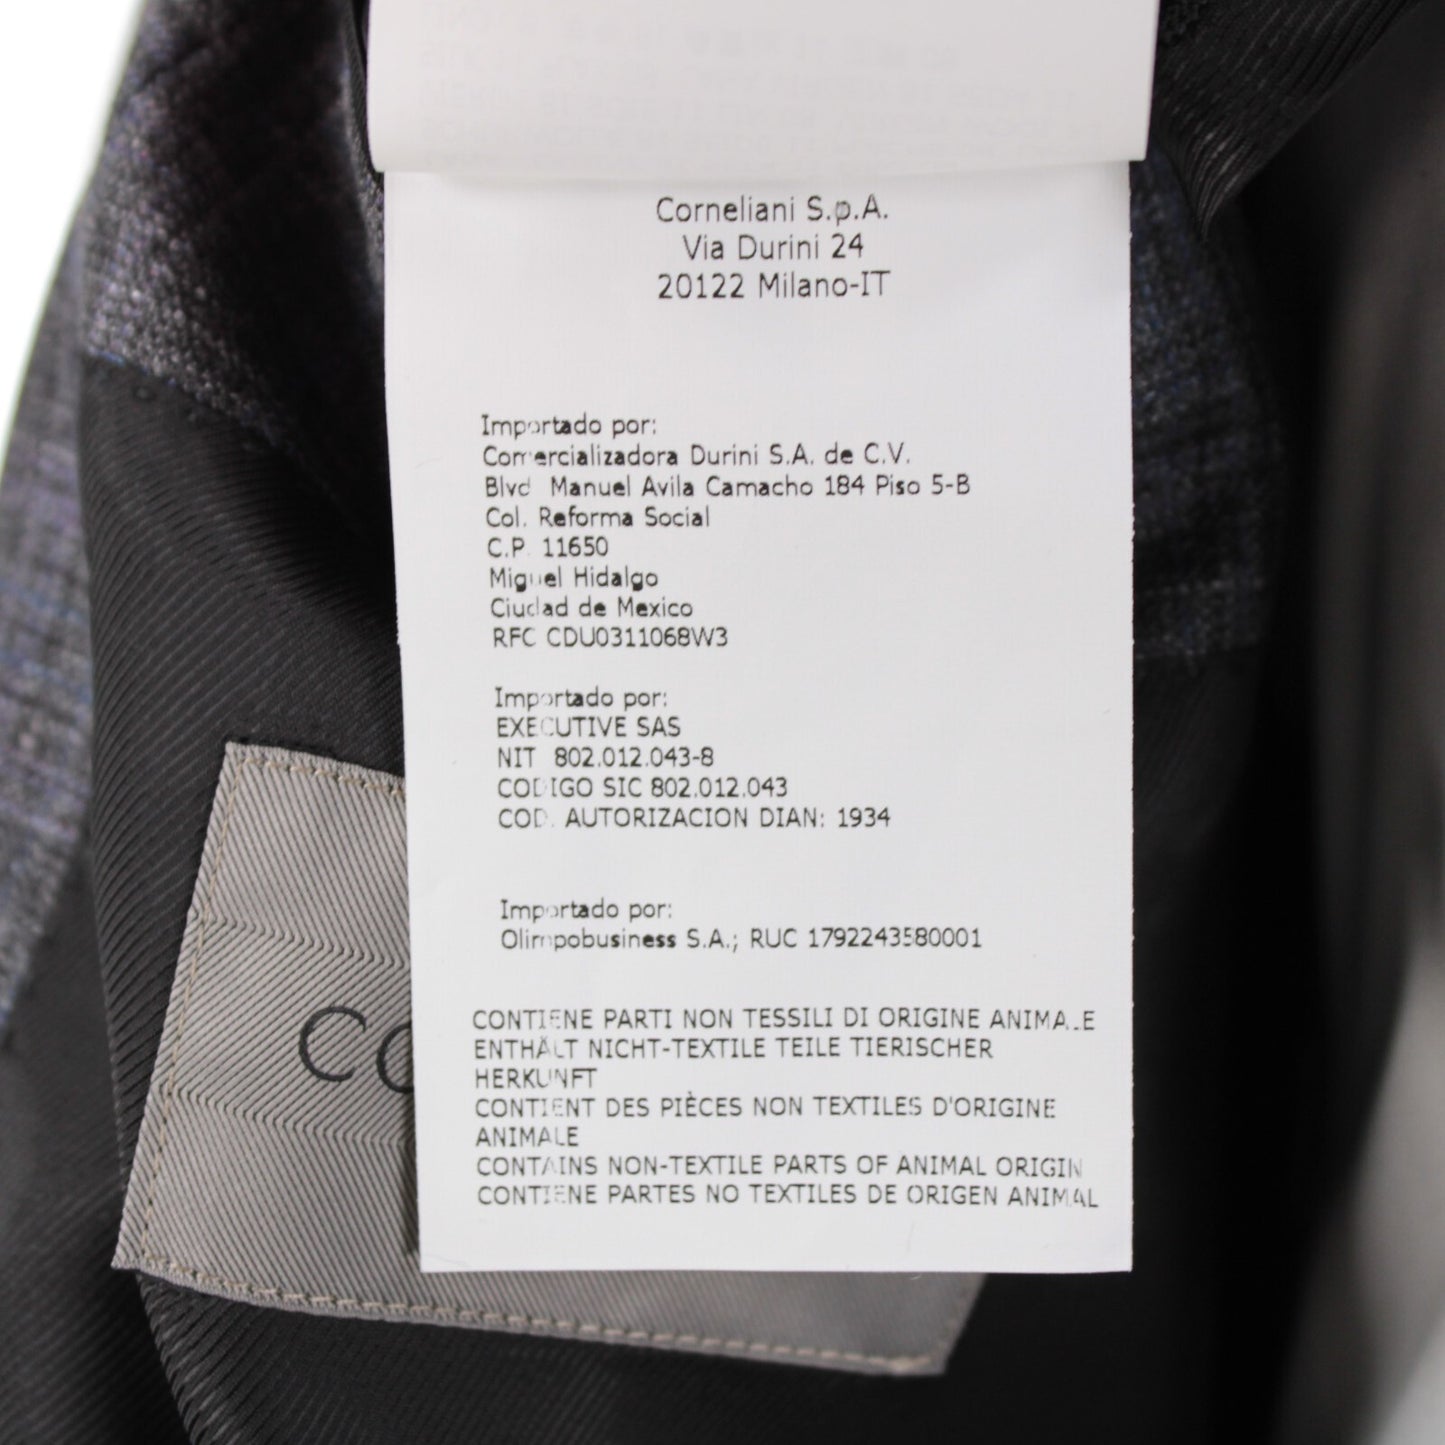 Corneliani S.p.A.
Via Durini 24
20122 Milano-IT
Importado por:
Comercializadora Durini S.A. de C.V.
Blvd Manuel Avila Camacho 184 Piso 5-B
Col. Reforma Social
C.P. 11650
Miguel Hidalgo
Ciudad de Mexico
RFC CDU0311068W3
Importado por:
EXECUTIVE SAS
NIT 802.012.043-8
CODIGO SIC 802.012.043
COD. AUTORIZACION DIAN: 1934
Importado por:
Olimpobusiness S.A.; RUC 1792243580001
CONTIENE PARTI NON TESSILI DI ORIGINE ANIMALE
ENTHÄLT NICHT-TEXTILE TEILE TIERISCHER
HERKUNFT
CONTIENT DES PIÈCES NON TEXTILES D'ORIGINE
ANIMALE
CONTAINS NON-TEXTILE PARTS OF ANIMAL ORIGIN
CONTIENE PARTES NO TEXTILES DE ORIGEN ANIMAL